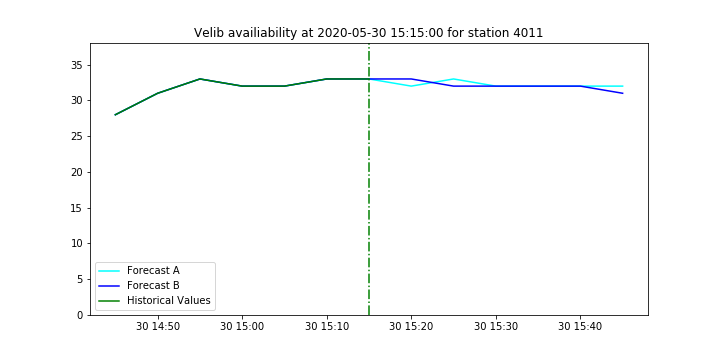 Velib availiability at 2020-05-30 15:15:00 for station 4011
35
30
25
20
15
10
5
0
Forecast A
Forecast B
Historical Values
30 14:50 30 15:00 30 15:10 30 15:20 30 15:30 30 15:40